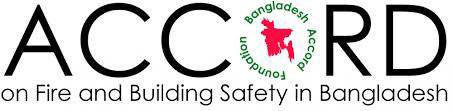 ACCORD
Bangladesh Accord Foundation
on Fire and Building Safety in Bangladesh